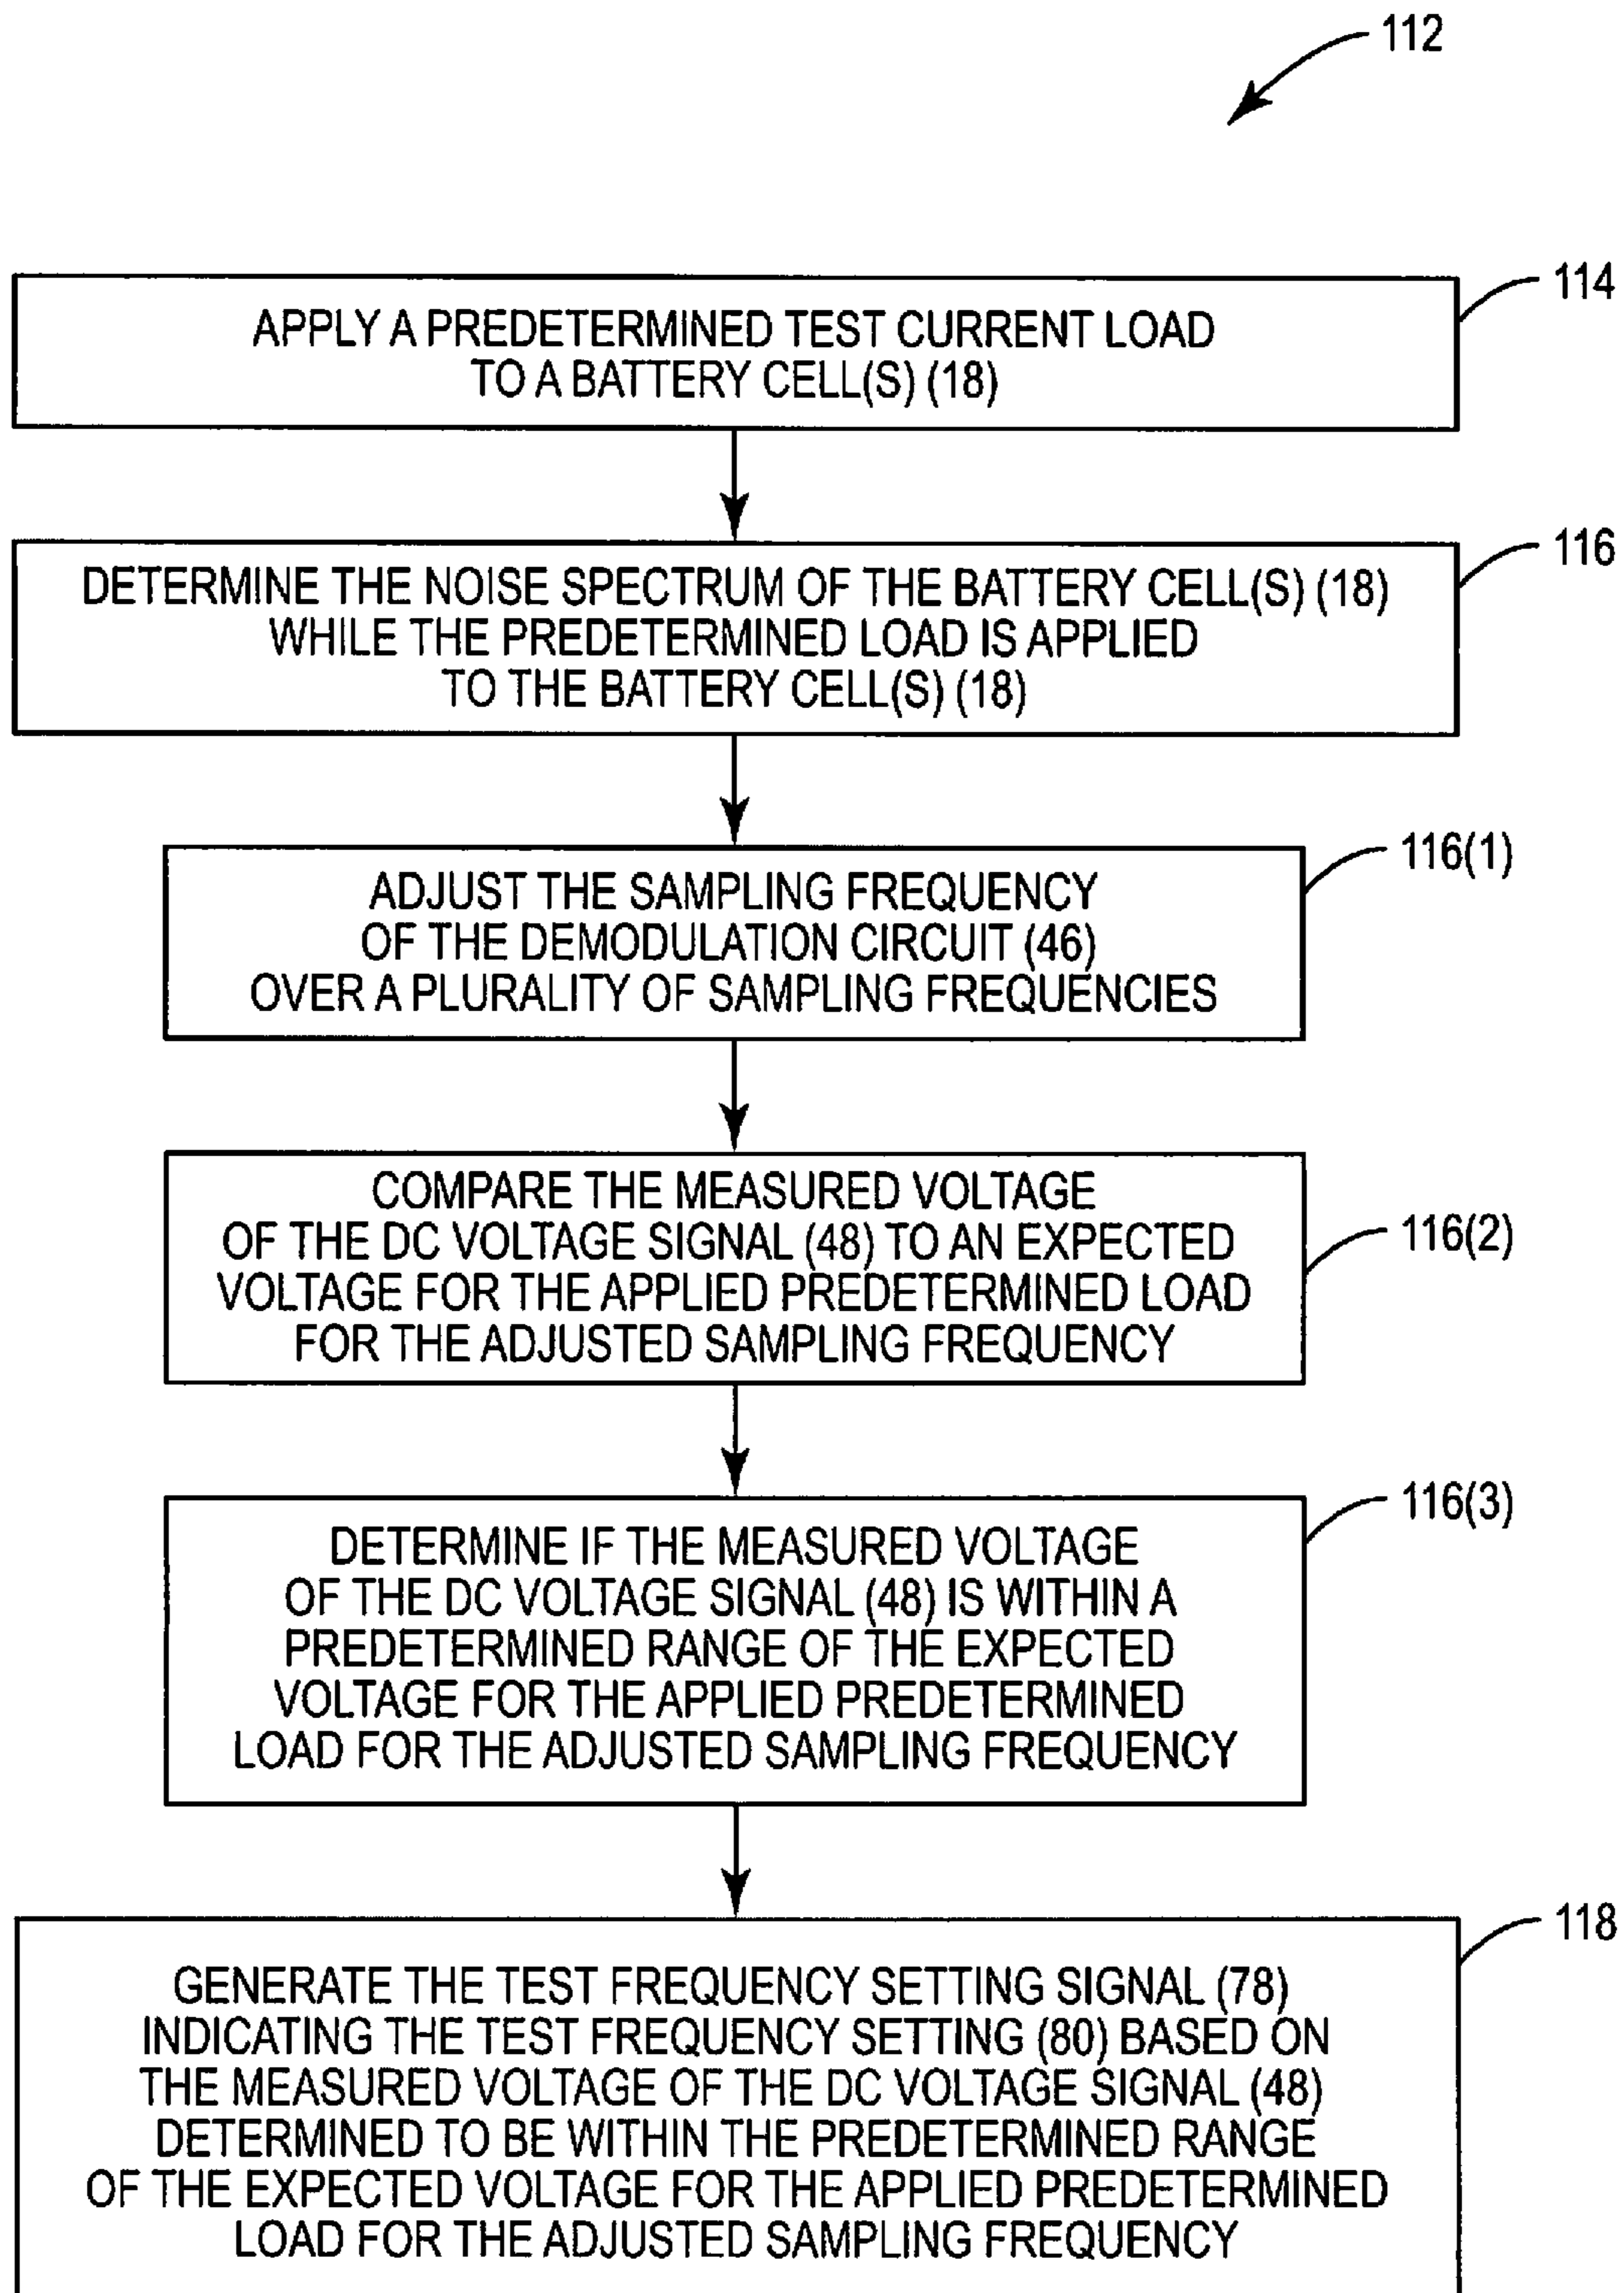 112
114
APPLY A PREDETERMINED TEST CURRENT LOAD
TO A BATTERY CELL(S) (18)
116
DETERMINE THE NOISE SPECTRUM OF THE BATTERY CELL(S) (18)
WHILE THE PREDETERMINED LOAD IS APPLIED
TO THE BATTERY CELL(S) (18)
116(1)
ADJUST THE SAMPLING FREQUENCY
OF THE DEMODULATION CIRCUIT (46)
OVER A PLURALITY OF SAMPLING FREQUENCIES
116(2)
COMPARE THE MEASURED VOLTAGE
OF THE DC VOLTAGE SIGNAL (48) TO AN EXPECTED
VOLTAGE FOR THE APPLIED PREDETERMINED LOAD
FOR THE ADJUSTED SAMPLING FREQUENCY
116(3)
DETERMINE IF THE MEASURED VOLTAGE
OF THE DC VOLTAGE SIGNAL (48) IS WITHIN A
PREDETERMINED RANGE OF THE EXPECTED
VOLTAGE FOR THE APPLIED PREDETERMINED
LOAD FOR THE ADJUSTED SAMPLING FREQUENCY
118
GENERATE THE TEST FREQUENCY SETTING SIGNAL (78)
INDICATING THE TEST FREQUENCY SETTING (80) BASED ON
THE MEASURED VOLTAGE OF THE DC VOLTAGE SIGNAL (48)
DETERMINED TO BE WITHIN THE PREDETERMINED RANGE
OF THE EXPECTED VOLTAGE FOR THE APPLIED PREDETERMINED
LOAD FOR THE ADJUSTED SAMPLING FREQUENCY